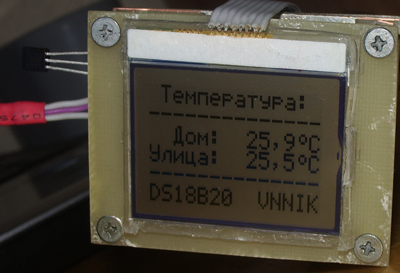 Температура:
Дом: 25,9°C
Улица: 25,5°C
DS18B20 VNNIK